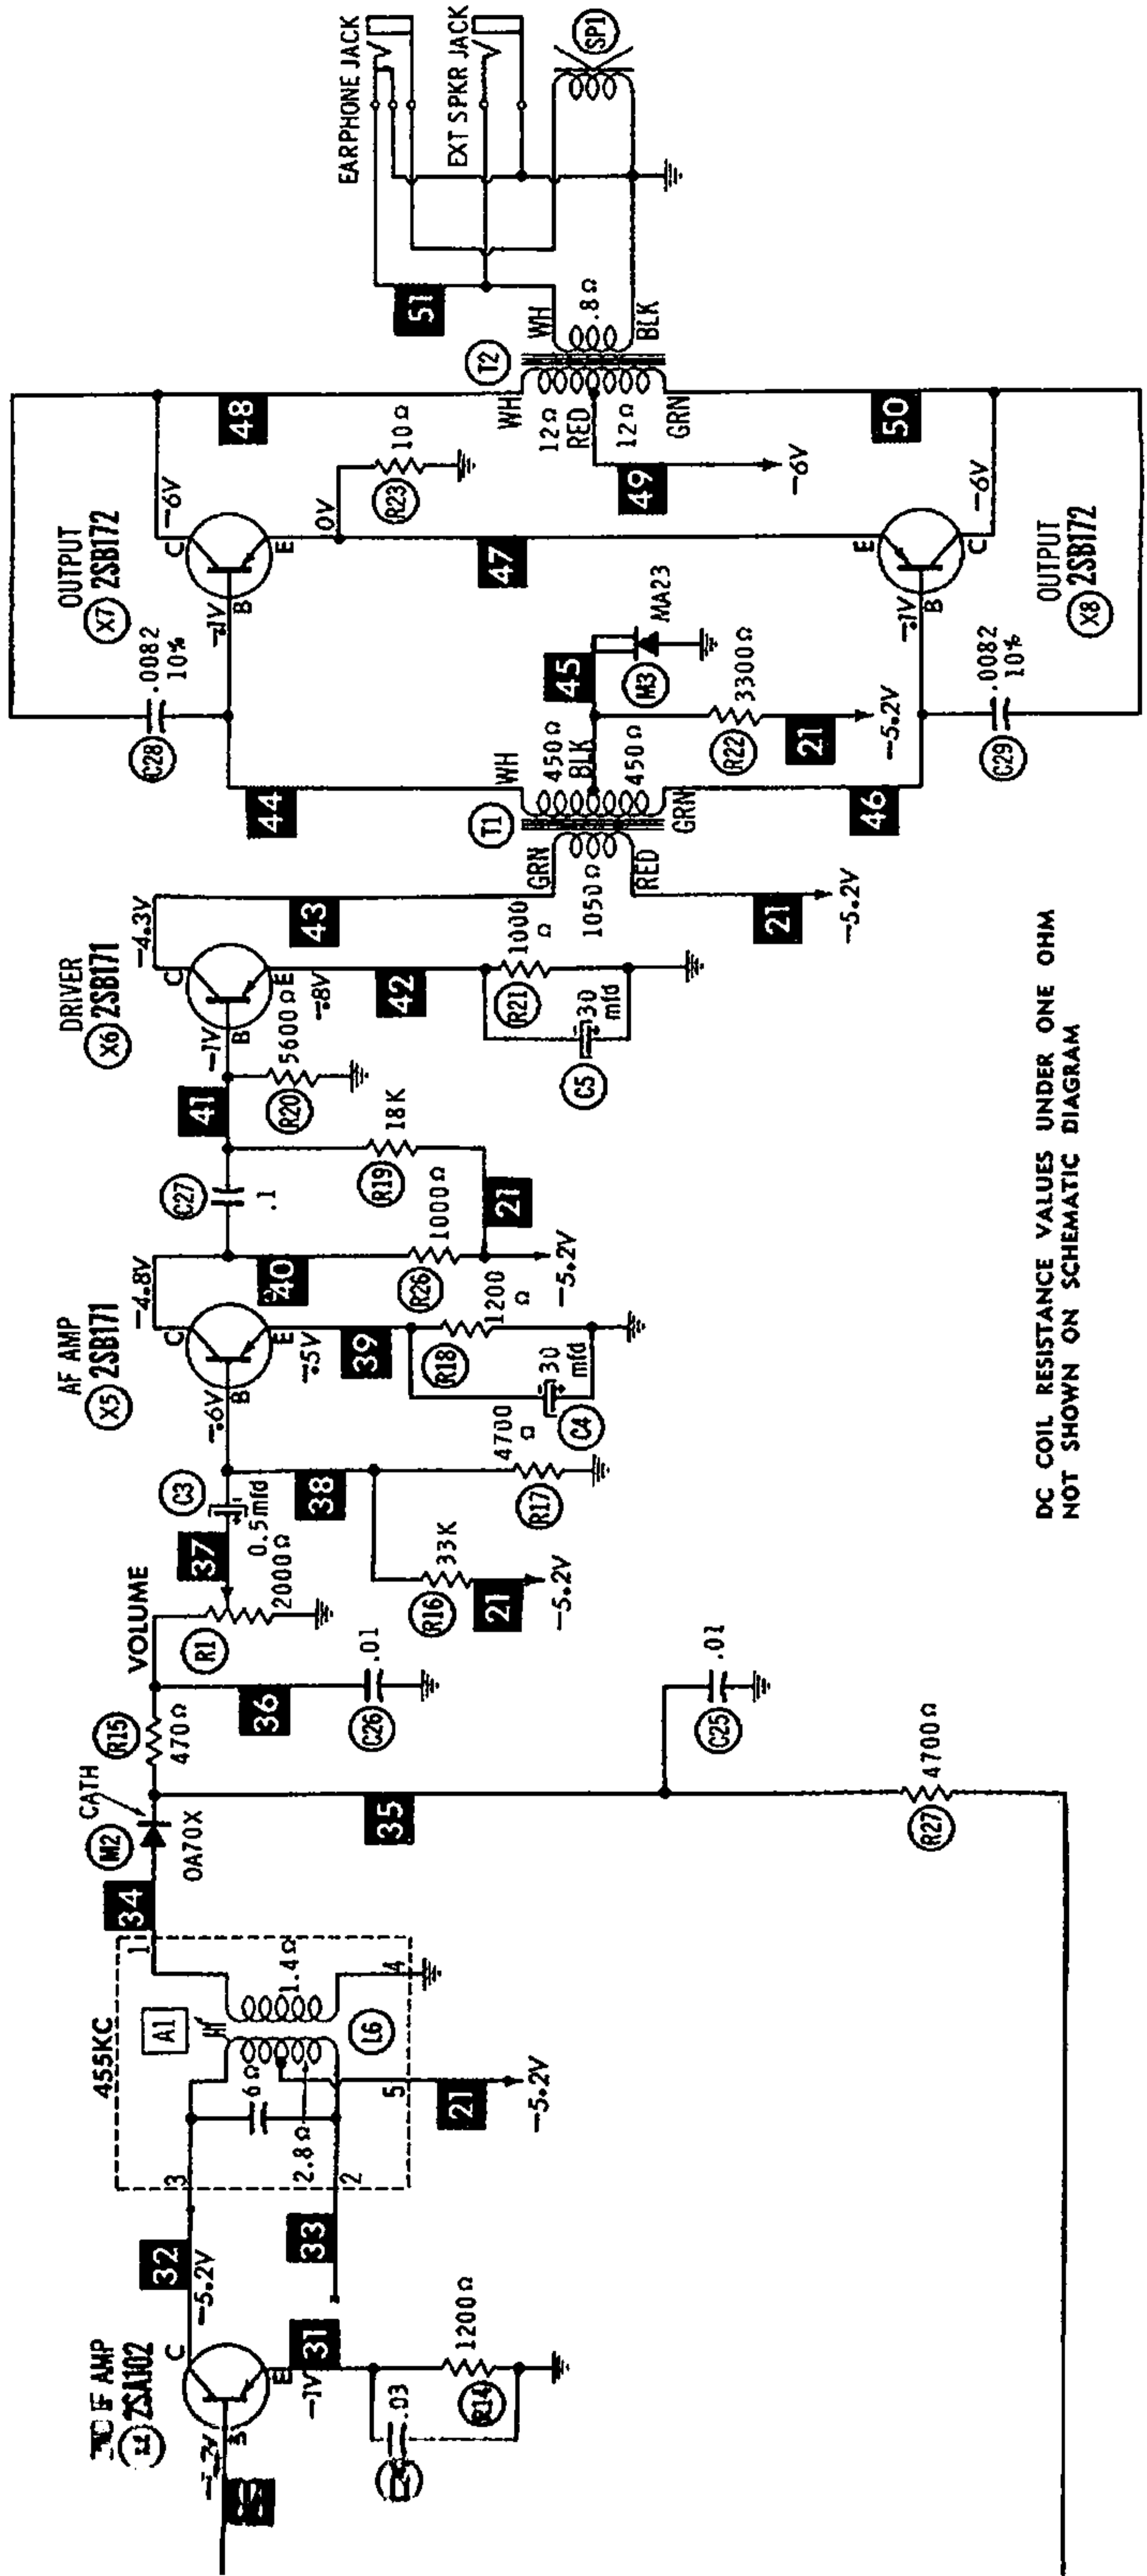 IF AMP
2SA102
C
32
-5.2V
33
E
31
-1V
1200Ω
R14
.03
455KC
3
2
2.8Ω
6Ω
A1
5
21
-5.2V
L6
1.4Ω
1
4
34
M2
CATH
OA70X
R15
470Ω
35
R27
4700Ω
C25
.01
36
C26
.01
VOLUME
R1
2000Ω
37
C3
0.5mfd
38
R16
33K
21
-5.2V
R17
4700
Ω
AF AMP
X5 2SB171
-.6V
B
C
-4.8V
E
-.5V
39
R18
1200
Ω
C4
30
mfd
40
R26
1000Ω
-5.2V
21
C27
.1
R19
18K
41
R20
5600Ω
DRIVER
X6 2SB171
-1V
B
C
-4.3V
E
-.8V
42
R21
1000
Ω
C5
30
mfd
43
GRN
1050Ω
RED
21
-5.2V
T1
WH
450Ω
BLK
450Ω
GRN
44
46
45
M3
MA23
R22
3300Ω
21
-5.2V
C28
.0082
10%
OUTPUT
X7 2SB172
-.1V
B
C
-6V
E
0V
R23
10Ω
47
E
C
-6V
-.1V
B
OUTPUT
X8 2SB172
C29
.0082
10%
48
50
49
-6V
T2
WH
12Ω
RED
12Ω
GRN
WH
.8Ω
BLK
51
EARPHONE JACK
EXT SPKR JACK
SP1
DC COIL RESISTANCE VALUES UNDER ONE OHM
NOT SHOWN ON SCHEMATIC DIAGRAM